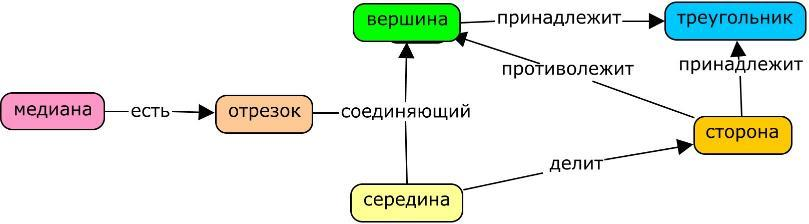 вершина
принадлежит
треугольник
противолежит
принадлежит
медиана
есть
отрезок
соединяющий
сторона
делит
середина